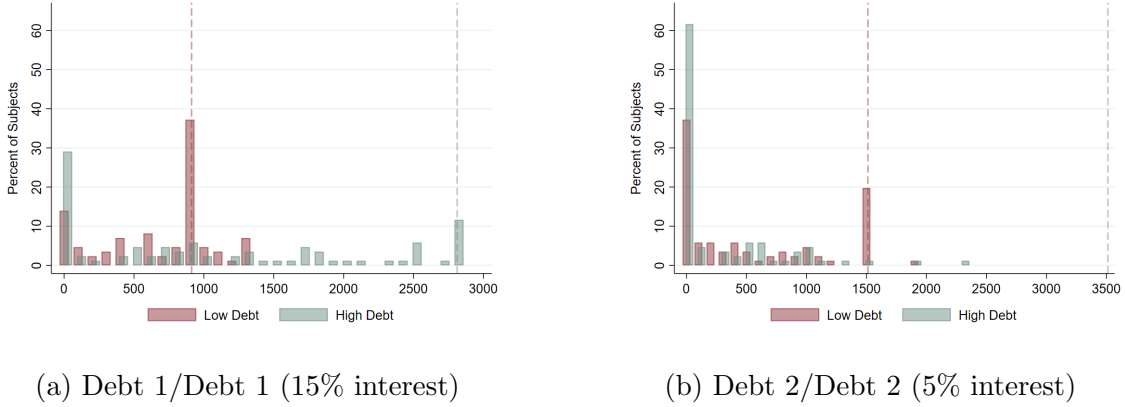 Percent of Subjects
60
50
40
30
20
10
0
0 500 1000 1500 2000 2500 3000
Low Debt High Debt
(a) Debt 1/Debt 1 (15% interest)
Percent of Subjects
60
50
40
30
20
10
0
0 500 1000 1500 2000 2500 3000 3500
Low Debt High Debt
(b) Debt 2/Debt 2 (5% interest)